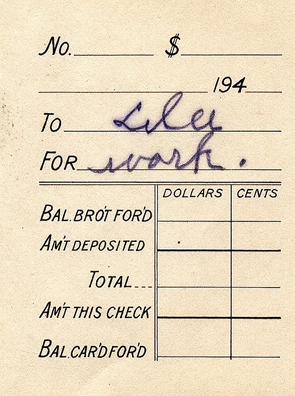 No. $
194
To Lila
For work.
DOLLARS CENTS
BAL. BRO'T FOR'D
AM'T DEPOSITED
TOTAL
AM'T THIS CHECK
BAL. CAR'D FOR'D